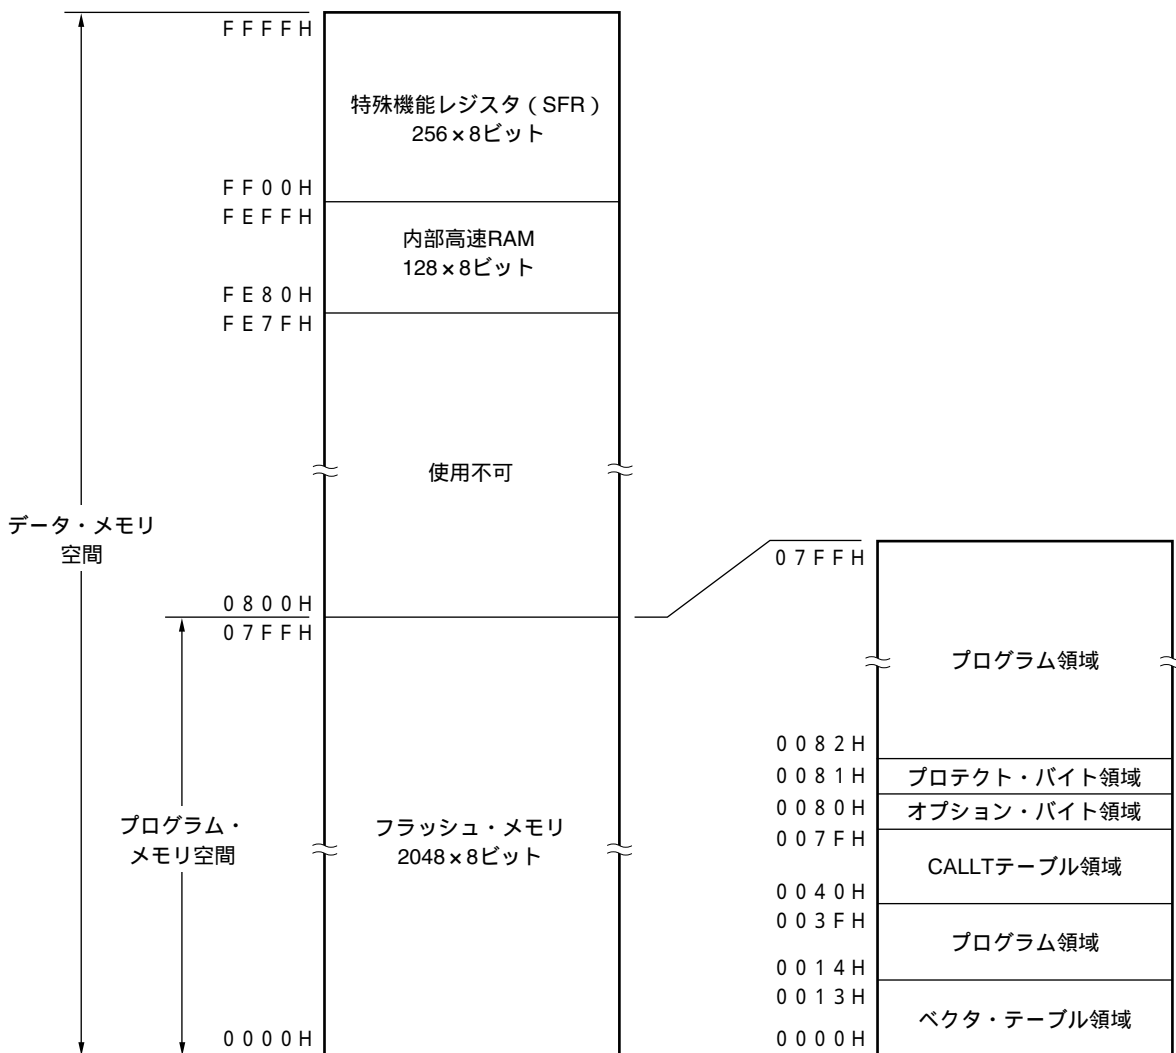 FFFFH
特殊機能レジスタ（SFR）
256×8ビット
FF00H
FEFFH
内部高速RAM
128×8ビット
FE80H
FE7FH
使用不可
データ・メモリ
空間
0800H
07FFH
プログラム・
メモリ空間
フラッシュ・メモリ
2048×8ビット
0000H
07FFH
プログラム領域
0082H
0081H
プロテクト・バイト領域
0080H
オプション・バイト領域
007FH
CALLTテーブル領域
0040H
003FH
プログラム領域
0014H
0013H
ベクタ・テーブル領域
0000H